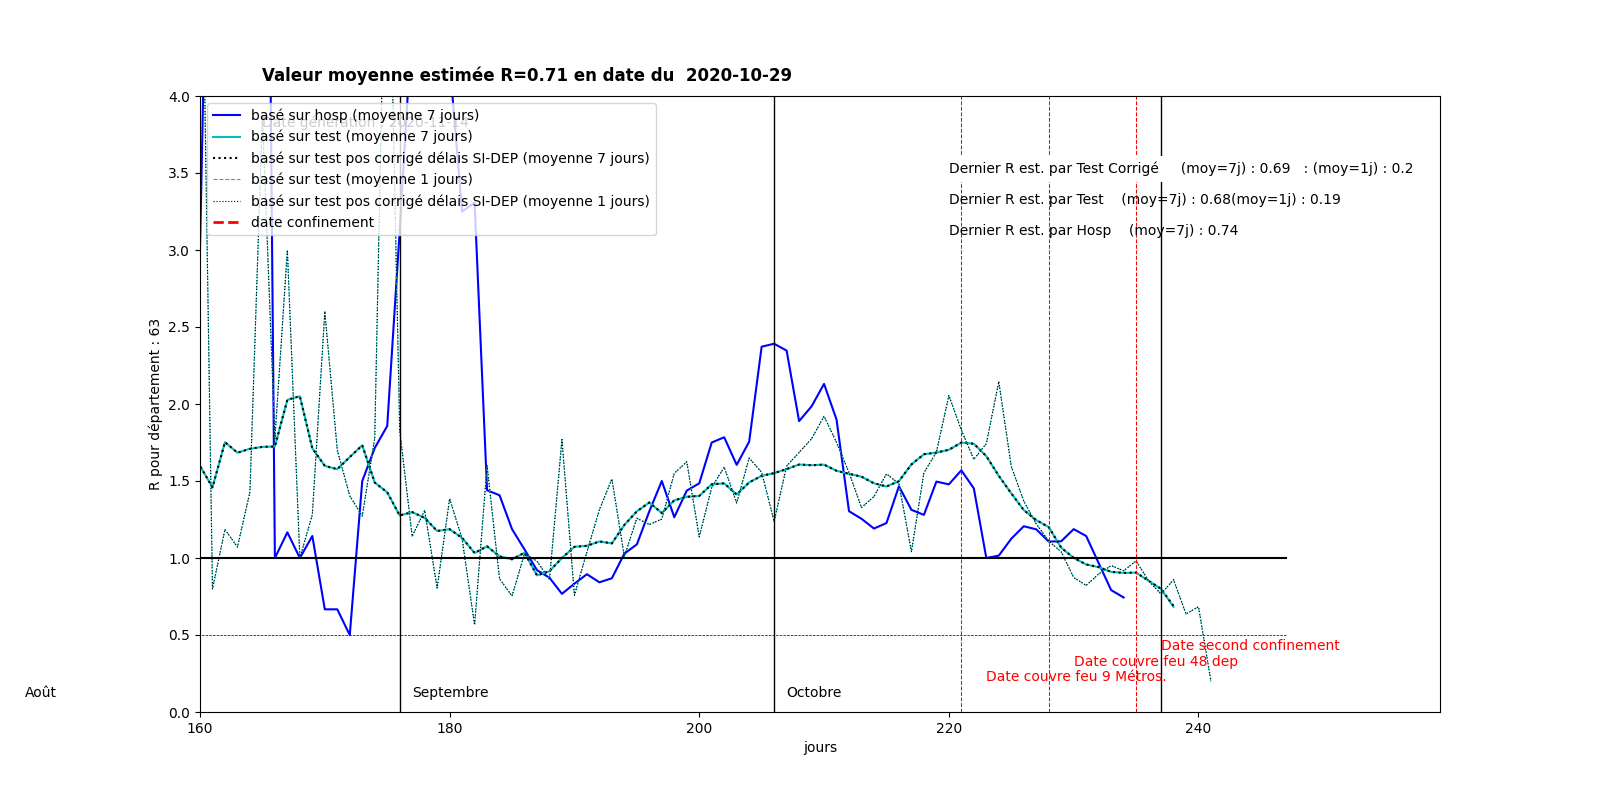 Valeur moyenne estimée R=0.71 en date du  2020-10-29
4.0
3.5
3.0
2.5
2.0
1.5
1.0
0.5
0.0
R pour département : 63
basé sur hosp (moyenne 7 jours)
Date génération : 2020-11-14
basé sur test (moyenne 7 jours)
basé sur test pos corrigé délais SI-DEP (moyenne 7 jours)
basé sur test (moyenne 1 jours)
basé sur test pos corrigé délais SI-DEP (moyenne 1 jours)
date confinement
Dernier R est. par Test Corrigé     (moy=7j) : 0.69   : (moy=1j) : 0.2
Dernier R est. par Test    (moy=7j) : 0.68(moy=1j) : 0.19
Dernier R est. par Hosp    (moy=7j) : 0.74
Date second confinement
Date couvre feu 48 dep
Date couvre feu 9 Métros.
Août
Septembre
Octobre
160
180
200
220
240
jours